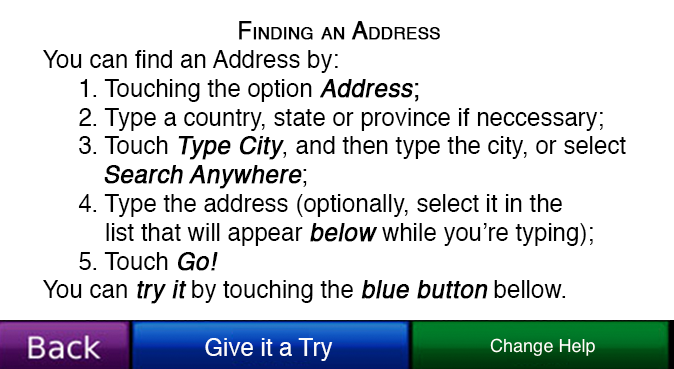 Finding an Address
You can find an Address by:
1. Touching the option Address;
2. Type a country, state or province if neccessary;
3. Touch Type City, and then type the city, or select
Search Anywhere;
4. Type the address (optionally, select it in the
list that will appear below while you're typing);
5. Touch Go!
You can try it by touching the blue button bellow.
Back
Give it a Try
Change Help